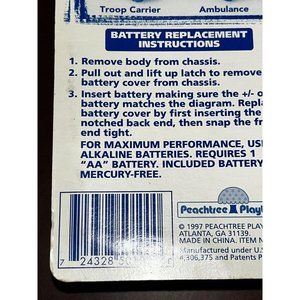 Troop Carrier Ambulance
BATTERY REPLACEMENT
INSTRUCTIONS
1. Remove body from chassis.
2. Pull out and lift up latch to remove
battery cover from chassis.
3. Insert battery making sure the +/- o
battery matches the diagram. Repl
battery cover by first inserting the
notched back end, then snap the fr
end tight.
FOR MAXIMUM PERFORMANCE, US
ALKALINE BATTERIES. REQUIRES 1
"AA" BATTERY. INCLUDED BATTERY
MERCURY-FREE.
Peachtree Play
© 1997 PEACHTREE PLAY
ATLANTA, GA 31139.
MADE IN CHINA. ITEM N
Manufactured under U.S.
4,306,375 and Patents P
7 24328